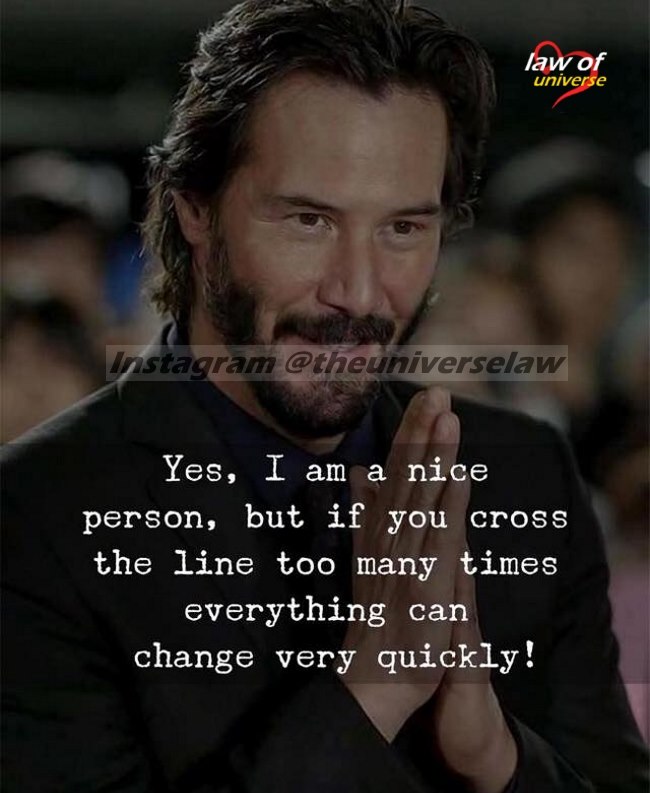 law of
universe
Instagram @theuniverselaw
Yes, I am a nice
person, but if you cross
the line too many times
everything can
change very quickly!